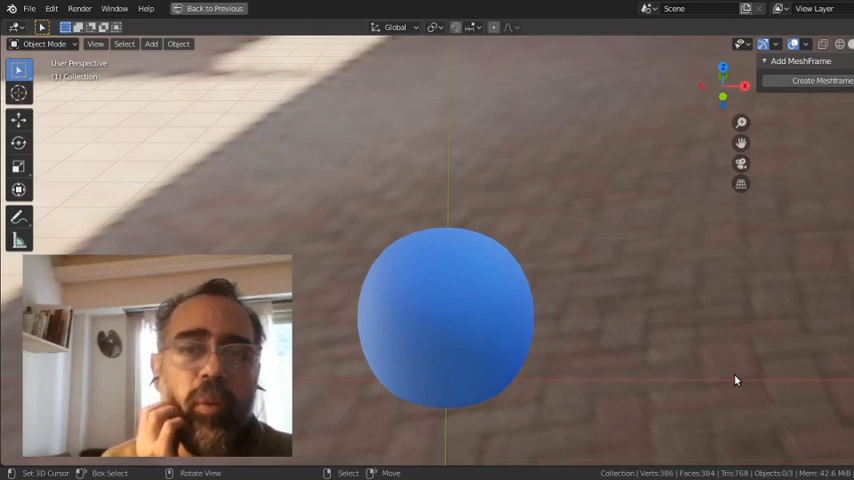 File Edit Render Window Help Back to Previous Scene View Layer
Global
Object Mode View Select Add Object
User Perspective
(1) Collection
Add MeshFrame
Create Meshframe
Z
X
Set 3D Cursor Box Select Rotate View Select Move Collection | Verts:386 | Faces:384 | Tris:768 | Objects:0/3 | Mem: 42.6 MiB